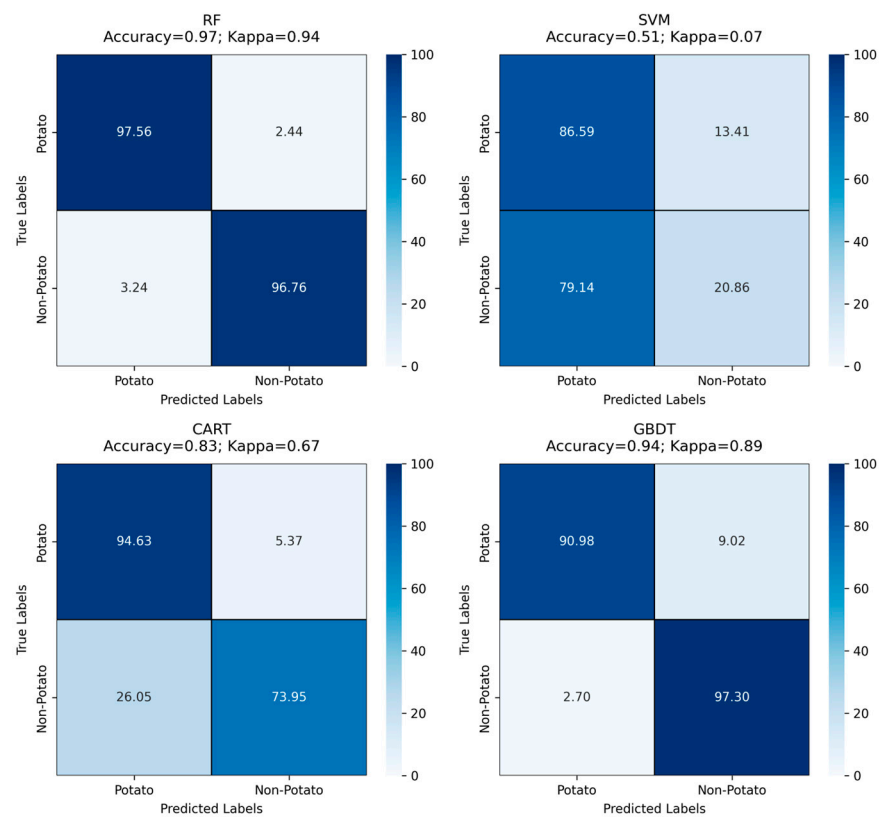 RF
Accuracy=0.97; Kappa=0.94
Potato
Non-Potato
True Labels
97.56
2.44
3.24
96.76
Potato
Non-Potato
Predicted Labels
100
80
60
40
20
0
SVM
Accuracy=0.51; Kappa=0.07
Potato
Non-Potato
True Labels
86.59
13.41
79.14
20.86
Potato
Non-Potato
Predicted Labels
100
80
60
40
20
0
CART
Accuracy=0.83; Kappa=0.67
Potato
Non-Potato
True Labels
94.63
5.37
26.05
73.95
Potato
Non-Potato
Predicted Labels
100
80
60
40
20
0
GBDT
Accuracy=0.94; Kappa=0.89
Potato
Non-Potato
True Labels
90.98
9.02
2.70
97.30
Potato
Non-Potato
Predicted Labels
100
80
60
40
20
0